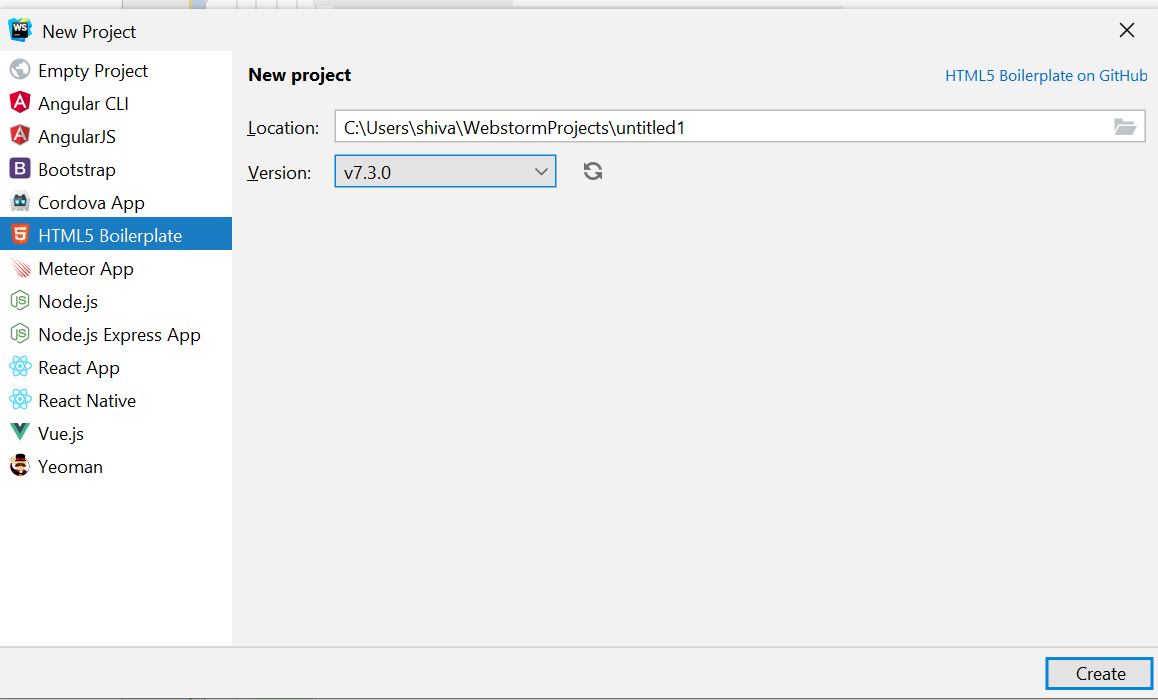 WS New Project
Empty Project
Angular CLI
AngularJS
Bootstrap
Cordova App
HTML5 Boilerplate
Meteor App
Node.js
Node.js Express App
React App
React Native
Vue.js
Yeoman
New project
HTML5 Boilerplate on GitHub
Location: C:\Users\shiva\WebstormProjects\untitled1
Version: v7.3.0
Create